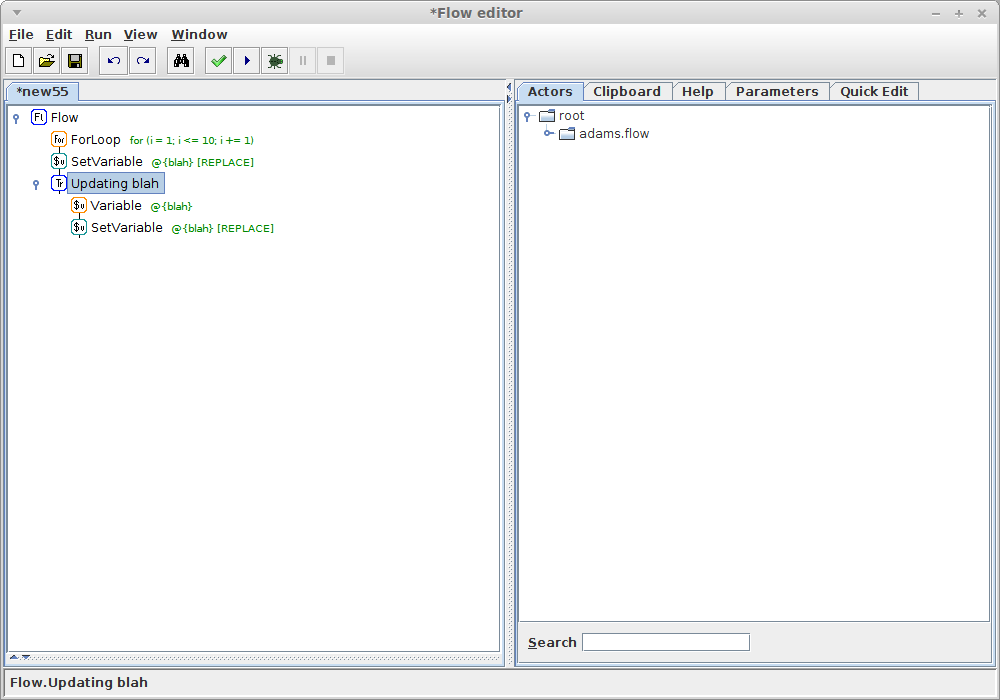 *Flow editor
File Edit Run View Window
*new55
Fl Flow
For ForLoop for (i = 1; i <= 10; i += 1)
$υ SetVariable @{blah} [REPLACE]
Tr Updating blah
$υ Variable @{blah}
$υ SetVariable @{blah} [REPLACE]
Actors Clipboard Help Parameters Quick Edit
root
adams.flow
Search
Flow.Updating blah